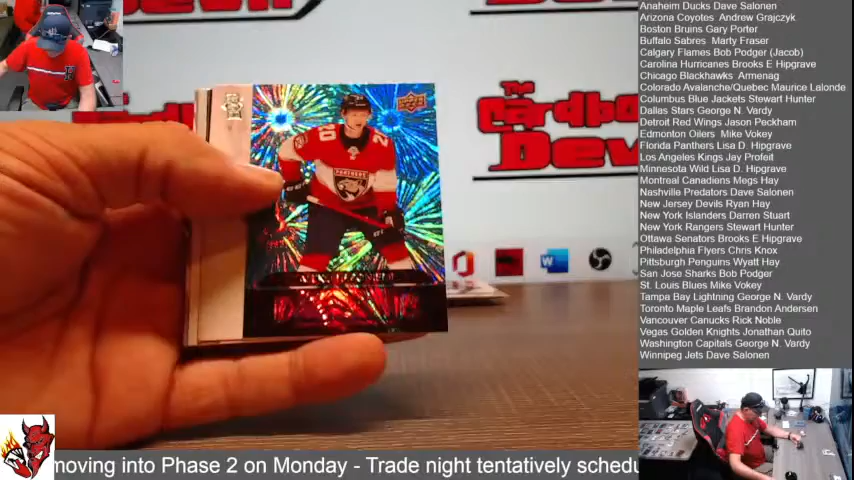 Anaheim Ducks Dave Salonen
Arizona Coyotes Andrew Grajczyk
Boston Bruins Gary Porter
Buffalo Sabres Marty Fraser
Calgary Flames Bob Podger (Jacob)
Carolina Hurricanes Brooks E Hipgrave
Chicago Blackhawks Armenag
Colorado Avalanche/Quebec Maurice Lalonde
Columbus Blue Jackets Stewart Hunter
Dallas Stars George N. Vardy
Detroit Red Wings Jason Peckham
Edmonton Oilers Mike Vokey
Florida Panthers Lisa D. Hipgrave
Los Angeles Kings Jay Profeit
Minnesota Wild Lisa D. Hipgrave
Montreal Canadiens Megs Hay
Nashville Predators Dave Salonen
New Jersey Devils Ryan Hay
New York Islanders Darren Stuart
New York Rangers Stewart Hunter
Ottawa Senators Brooks E Hipgrave
Philadelphia Flyers Chris Knox
Pittsburgh Penguins Wyatt Hay
San Jose Sharks Bob Podger
St. Louis Blues Mike Vokey
Tampa Bay Lightning George N. Vardy
Toronto Maple Leafs Brandon Andersen
Vancouver Canucks Rick Noble
Vegas Golden Knights Jonathan Quito
Washington Capitals George N. Vardy
Winnipeg Jets Dave Salonen
The
Cardbo
Devil
20
PANTHERS
moving into Phase 2 on Monday - Trade night tentatively schedu